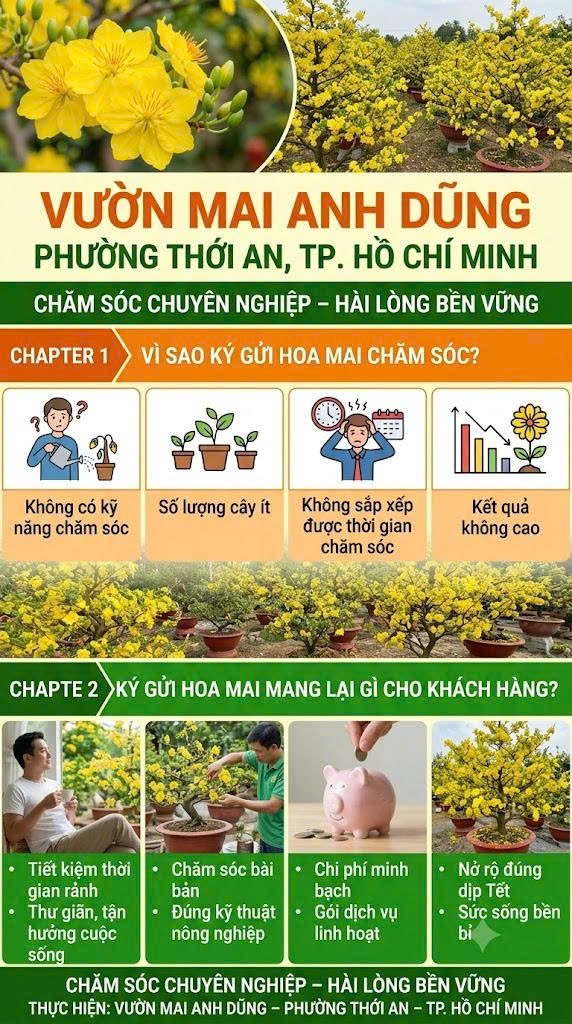 VƯỜN MAI ANH DŨNG
PHƯỜNG THỚI AN, TP. HỒ CHÍ MINH
CHĂM SÓC CHUYÊN NGHIỆP – HÀI LÒNG BỀN VỮNG
CHAPTER 1
VÌ SAO KÝ GỬI HOA MAI CHĂM SÓC?
Không có kỹ
năng chăm sóc
Số lượng cây ít
Không sắp xếp
được thời gian
chăm sóc
Kết quả
không cao
CHAPTE 2
KÝ GỬI HOA MAI MANG LẠI GÌ CHO KHÁCH HÀNG?
• Tiết kiệm thời
gian rảnh
• Thư giãn, tận
hưởng cuộc
sống
• Chăm sóc bài
bản
• Đúng kỹ thuật
nông nghiệp
• Chi phí minh
bạch
• Gói dịch vụ
linh hoạt
• Nở rộ đúng
dịp Tết
• Sức sống bền
bỉ
CHĂM SÓC CHUYÊN NGHIỆP – HÀI LÒNG BỀN VỮNG
THỰC HIỆN: VƯỜN MAI ANH DŨNG – PHƯỜNG THỚI AN – TP. HỒ CHÍ MINH